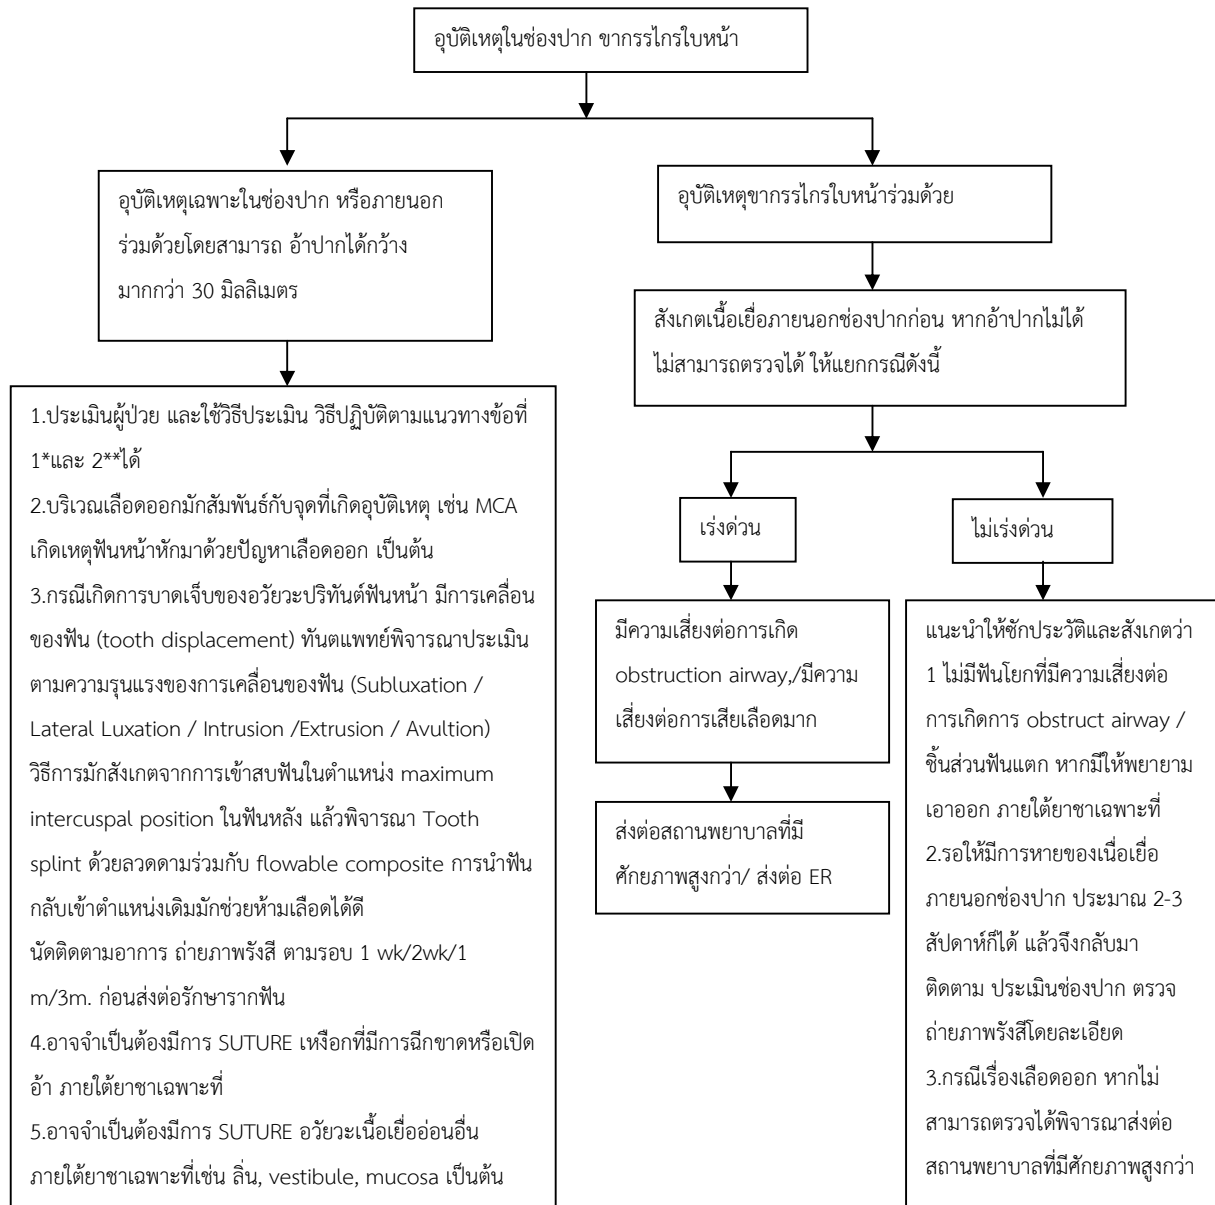 อุบัติเหตุในช่องปาก ขากรรไกรใบหน้า
อุบัติเหตุเฉพาะในช่องปาก หรือภายนอก
ร่วมด้วยโดยสามารถ อ้าปากได้กว้าง
มากกว่า 30 มิลลิเมตร
1.ประเมินผู้ป่วย และใช้วิธีประเมิน วิธีปฏิบัติตามแนวทางข้อที่
1*และ 2**ได้
2.บริเวณเลือดออกมักสัมพันธ์กับจุดที่เกิดอุบัติเหตุ เช่น MCA
เกิดเหตุฟันหน้าหักมาด้วยปัญหาเลือดออก เป็นต้น
3.กรณีเกิดการบาดเจ็บของอวัยวะปริทันต์ฟันหน้า มีการเคลื่อน
ของฟัน (tooth displacement) ทันตแพทย์พิจารณาประเมิน
ตามความรุนแรงของการเคลื่อนของฟัน (Subluxation /
Lateral Luxation / Intrusion /Extrusion / Avultion)
วิธีการมักสังเกตจากการเข้าสบฟันในตำแหน่ง maximum
intercuspal position ในฟันหลัง แล้วพิจารณา Tooth
splint ด้วยลวดดามร่วมกับ flowable composite การนำฟัน
กลับเข้าตำแหน่งเดิมมักช่วยห้ามเลือดได้ดี
นัดติดตามอาการ ถ่ายภาพรังสี ตามรอบ 1 wk/2wk/1
m/3m. ก่อนส่งต่อรักษารากฟัน
4.อาจจำเป็นต้องมีการ SUTURE เหงือกที่มีการฉีกขาดหรือเปิด
อ้า ภายใต้ยาชาเฉพาะที่
5.อาจจำเป็นต้องมีการ SUTURE อวัยวะเนื้อเยื่ออ่อนอื่น
ภายใต้ยาชาเฉพาะที่เช่น ลิ้น, vestibule, mucosa เป็นต้น
อุบัติเหตุขากรรไกรใบหน้าร่วมด้วย
สังเกตเนื้อเยื่อภายนอกช่องปากก่อน หากอ้าปากไม่ได้
ไม่สามารถตรวจได้ ให้แยกกรณีดังนี้
เร่งด่วน
มีความเสี่ยงต่อการเกิด
obstruction airway,/มีความ
เสี่ยงต่อการเสียเลือดมาก
ส่งต่อสถานพยาบาลที่มี
ศักยภาพสูงกว่า/ ส่งต่อ ER
ไม่เร่งด่วน
แนะนำให้ซักประวัติและสังเกตว่า
1 ไม่มีฟันโยกที่มีความเสี่ยงต่อ
การเกิดการ obstruct airway /
ชิ้นส่วนฟันแตก หากมีให้พยายาม
เอาออก ภายใต้ยาชาเฉพาะที่
2.รอให้มีการหายของเนื่อเยื่อ
ภายนอกช่องปาก ประมาณ 2-3
สัปดาห์ก็ได้ แล้วจึงกลับมา
ติดตาม ประเมินช่องปาก ตรวจ
ถ่ายภาพรังสีโดยละเอียด
3.กรณีเรื่องเลือดออก หากไม่
สามารถตรวจได้พิจารณาส่งต่อ
สถานพยาบาลที่มีศักยภาพสูงกว่า